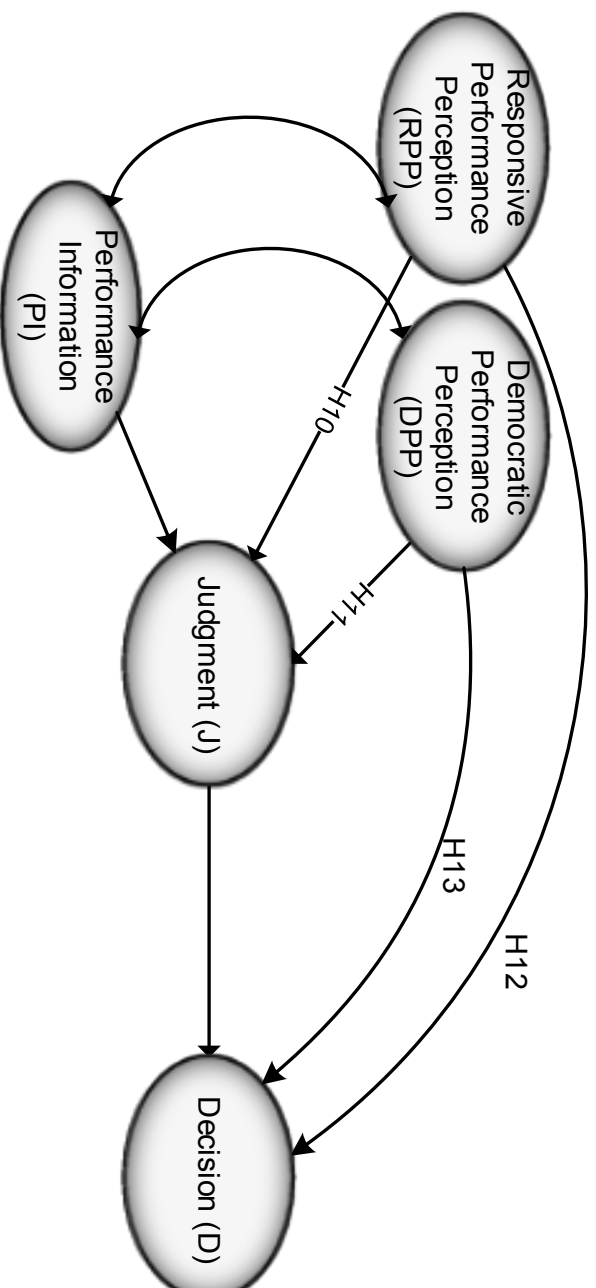 Responsive
Performance
Perception
(RPP)
Democratic
Performance
Perception
(DPP)
H12
H13
H10
H11
Performance
Information
(PI)
Judgment (J)
Decision (D)